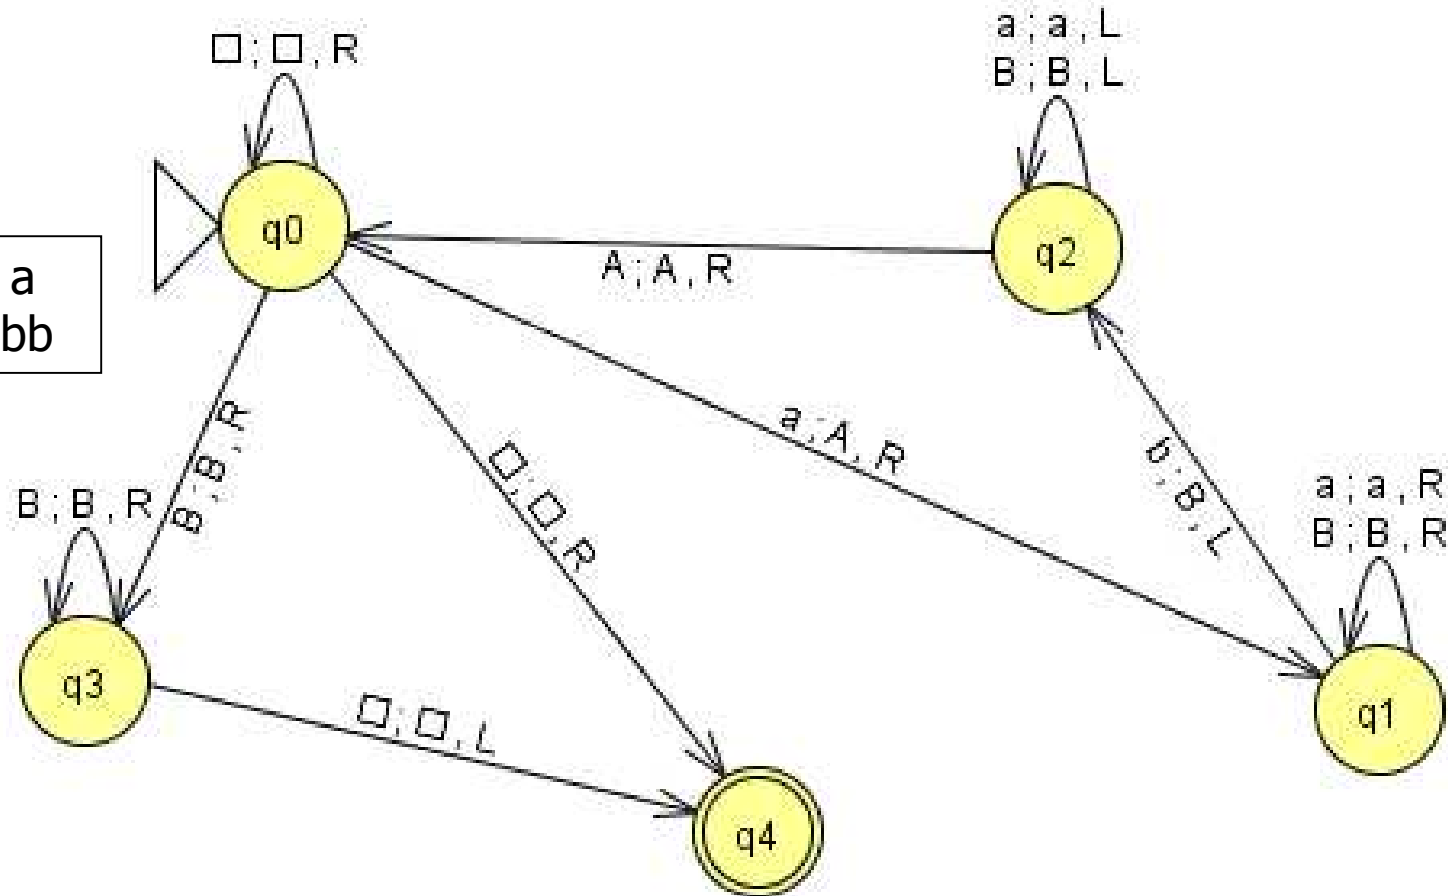 □ ; □ , R
a ; a , L
B ; B , L
q0
q2
A ; A , R
a
bb
a ; A , R
B ; B , R
□ ; □ , R
b ; B , L
a ; a , R
B ; B , R
B ; B , R
q3
□ ; □ , L
q1
q4